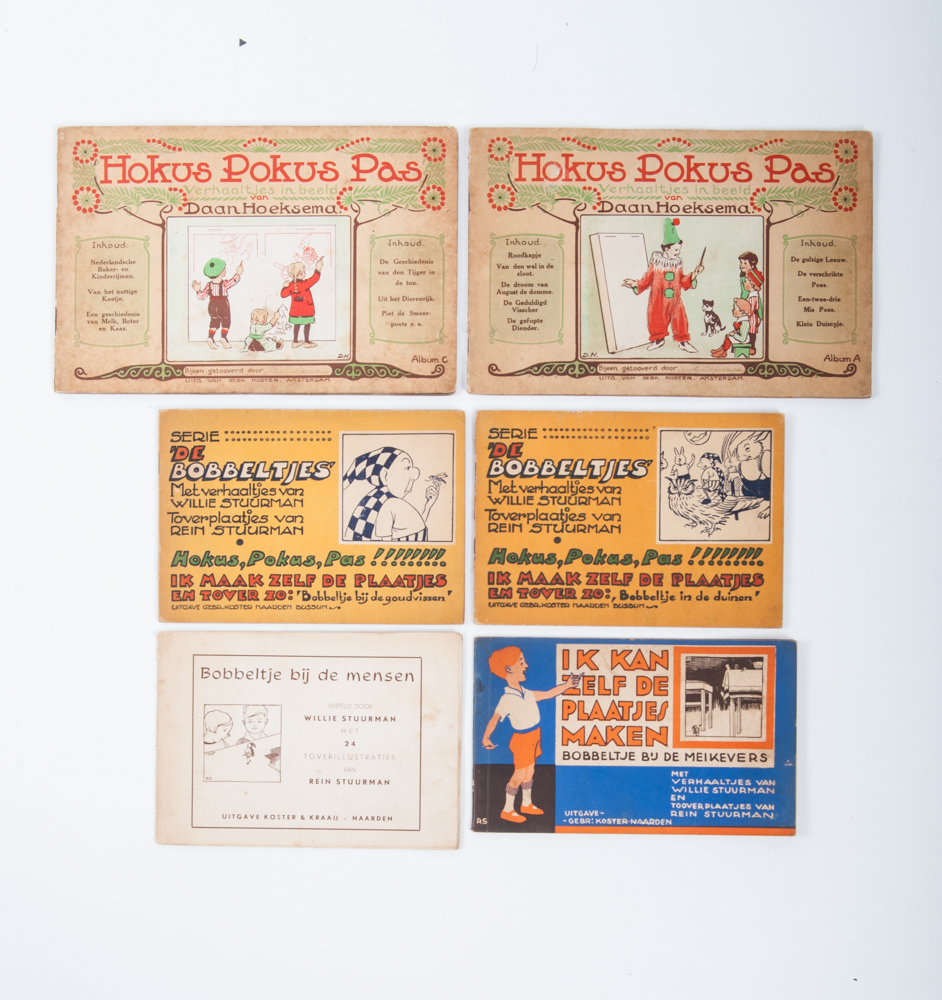 Hokus Pokus Pas
Verhaaltjes in beeld
van
Daan Hoeksema.
Inhoud.
Nederlandsche
Baker- en
Kinderrijmen.
Van het nuttige
Koetje.
Een geschiedenis
van Melk, Boter
en Kaas.
Inhoud.
De Geschiedenis
van den Tijger in
de ton.
Uit het Dierenrijk.
Piet de Smeer-
poets e. a.
D.H.
Album C
Bijeen getooverd door
UITG. VAN GEBR. KOSTER, AMSTERDAM.
Hokus Pokus Pas
Verhaaltjes in beeld
van
Daan Hoeksema.
Inhoud.
Roodkapje
Van den wal in de
sloot.
De droom van
August de domme.
De Geduldige
Visscher
De gefopte
Diender.
Inhoud.
De gulzige Leeuw.
De verschrikte
Poes.
Een-twee-drie
Mis Poes.
Klein Duimpje.
D.H.
Album A
Bijeen getooverd door
UITG. VAN GEBR. KOSTER, AMSTERDAM.
SERIE
'DE
BOBBELTJES'
Met verhaaltjes van
WILLIE STUURMAN
Toverplaatjes van
REIN STUURMAN
Hokus, Pokus, Pas !!!!!!!!!
IK MAAK ZELF DE PLAATJES
EN TOVER ZO: 'Bobbeltje bij de goudvissen'
UITGAVE GEBR. KOSTER NAARDEN BUSSUM
SERIE
'DE
BOBBELTJES'
Met verhaaltjes van
WILLIE STUURMAN
Toverplaatjes van
REIN STUURMAN
Hokus, Pokus, Pas !!!!!!!!!
IK MAAK ZELF DE PLAATJES
EN TOVER ZO: „Bobbeltje in de duinen"
UITGAVE GEBR. KOSTER NAARDEN BUSSUM
Bobbeltje bij de mensen
VERTELD DOOR
WILLIE STUURMAN
MET
24
TOVERILLUSTRATIES
VAN
REIN STUURMAN
R.S
UITGAVE KOSTER & KRAAU - NAARDEN
IK KAN
ZELF DE
PLAATJES
MAKEN
BOBBELTJE BIJ DE MEIKEVERS
MET
VERHAALTJES VAN
WILLIE STUURMAN
EN
TOOVERPLAATJES VAN
REIN STUURMAN
UITGAVE-
-GEBR: KOSTER-NAARDEN
R.S